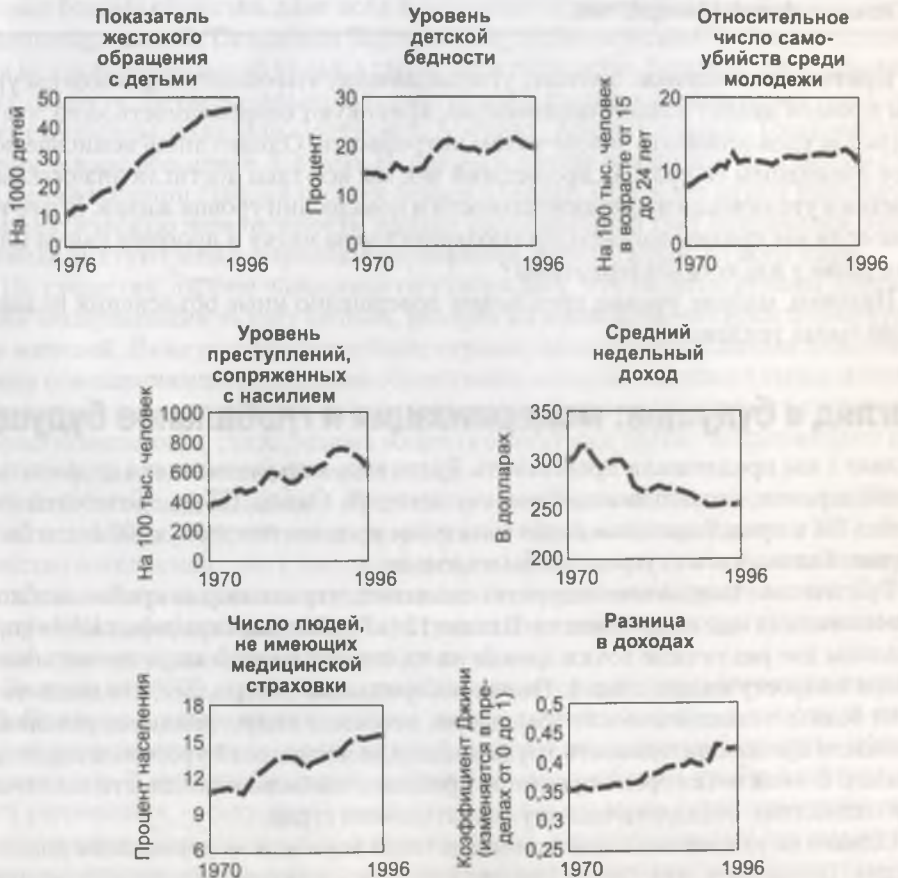 Показатель
жестокого
обращения
с детьми
На 1000 детей
50
40
30
20
10
0
1976
1996
Уровень
детской
бедности
Процент
30
20
10
0
1970
1996
Относительное
число само-
убийств среди
молодежи
На 100 тыс. человек
в возрасте от 15
до 24 лет
20
10
0
1970
1996
Уровень
преступлений,
сопряженных
с насилием
На 100 тыс. человек
1000
800
600
400
200
0
1970
1996
Средний
недельный
доход
В долларах
350
300
250
200
1970
1996
Число людей,
не имеющих
медицинской
страховки
Процент населения
18
15
12
9
6
1970
1996
Разница
в доходах
Коэффициент Джини
(изменяется в пре-
делах от 0 до 1)
0,5
0,45
0,4
0,35
0,3
0,25
1970
1996